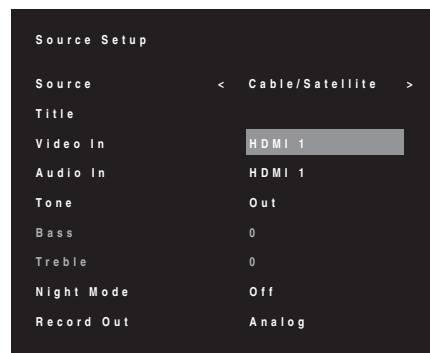 Source Setup
Source < Cable/Satellite >
Title
Video In HDMI 1
Audio In HDMI 1
Tone Out
Bass 0
Treble 0
Night Mode Off
Record Out Analog